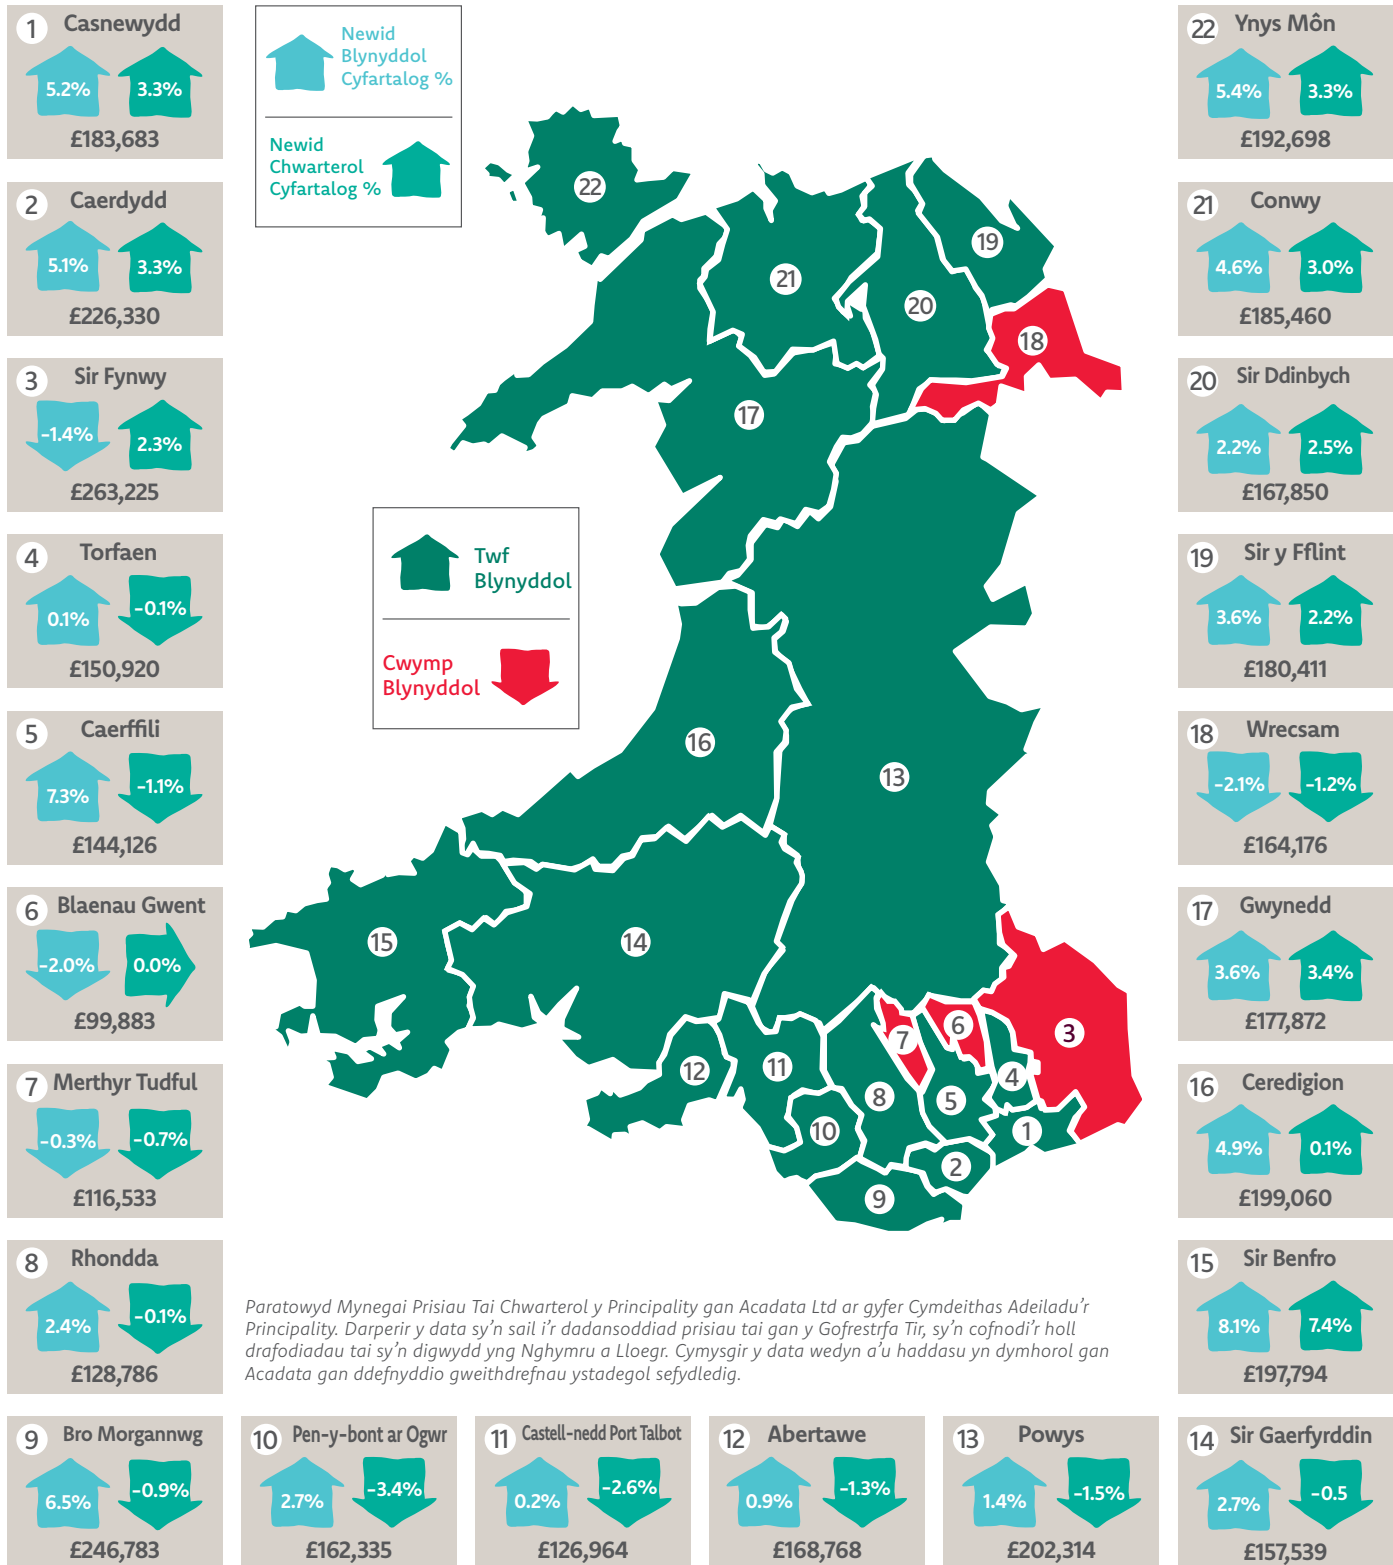 1 Casnewydd
5.2% 3.3%
£183,683
2 Caerdydd
5.1% 3.3%
£226,330
3 Sir Fynwy
-1.4% 2.3%
£263,225
4 Torfaen
0.1% -0.1%
£150,920
5 Caerffili
7.3% -1.1%
£144,126
6 Blaenau Gwent
-2.0% 0.0%
£99,883
7 Merthyr Tudful
-0.3% -0.7%
£116,533
8 Rhondda
2.4% -0.1%
£128,786
9 Bro Morgannwg
6.5% -0.9%
£246,783
10 Pen-y-bont ar Ogwr
2.7% -3.4%
£162,335
11 Castell-nedd Port Talbot
0.2% -2.6%
£126,964
12 Abertawe
0.9% -1.3%
£168,768
13 Powys
1.4% -1.5%
£202,314
14 Sir Gaerfyrddin
2.7% -0.5
£157,539
15 Sir Benfro
8.1% 7.4%
£197,794
16 Ceredigion
4.9% 0.1%
£199,060
17 Gwynedd
3.6% 3.4%
£177,872
18 Wrecsam
-2.1% -1.2%
£164,176
19 Sir y Fflint
3.6% 2.2%
£180,411
20 Sir Ddinbych
2.2% 2.5%
£167,850
21 Conwy
4.6% 3.0%
£185,460
22 Ynys Môn
5.4% 3.3%
£192,698
Newid
Blynyddol
Cyfartalog %
Newid
Chwarterol
Cyfartalog %
Twf
Blynyddol
Cwymp
Blynyddol
22
19
21
20
18
17
16
13
15
14
3
6
7
12
11
4
8
5
10
1
2
9
Paratowyd Mynegai Prisiau Tai Chwarterol y Principality gan Acadata Ltd ar gyfer Cymdeithas Adeiladu’r
Principality. Darperir y data sy’n sail i’r dadansoddiad prisiau tai gan y Gofrestrfa Tir, sy’n cofnodi’r holl
drafodiadau tai sy’n digwydd yng Nghymru a Lloegr. Cymysgir y data wedyn a’u haddasu yn dymhorol gan
Acadata gan ddefnyddio gweithdrefnau ystadegol sefydledig.